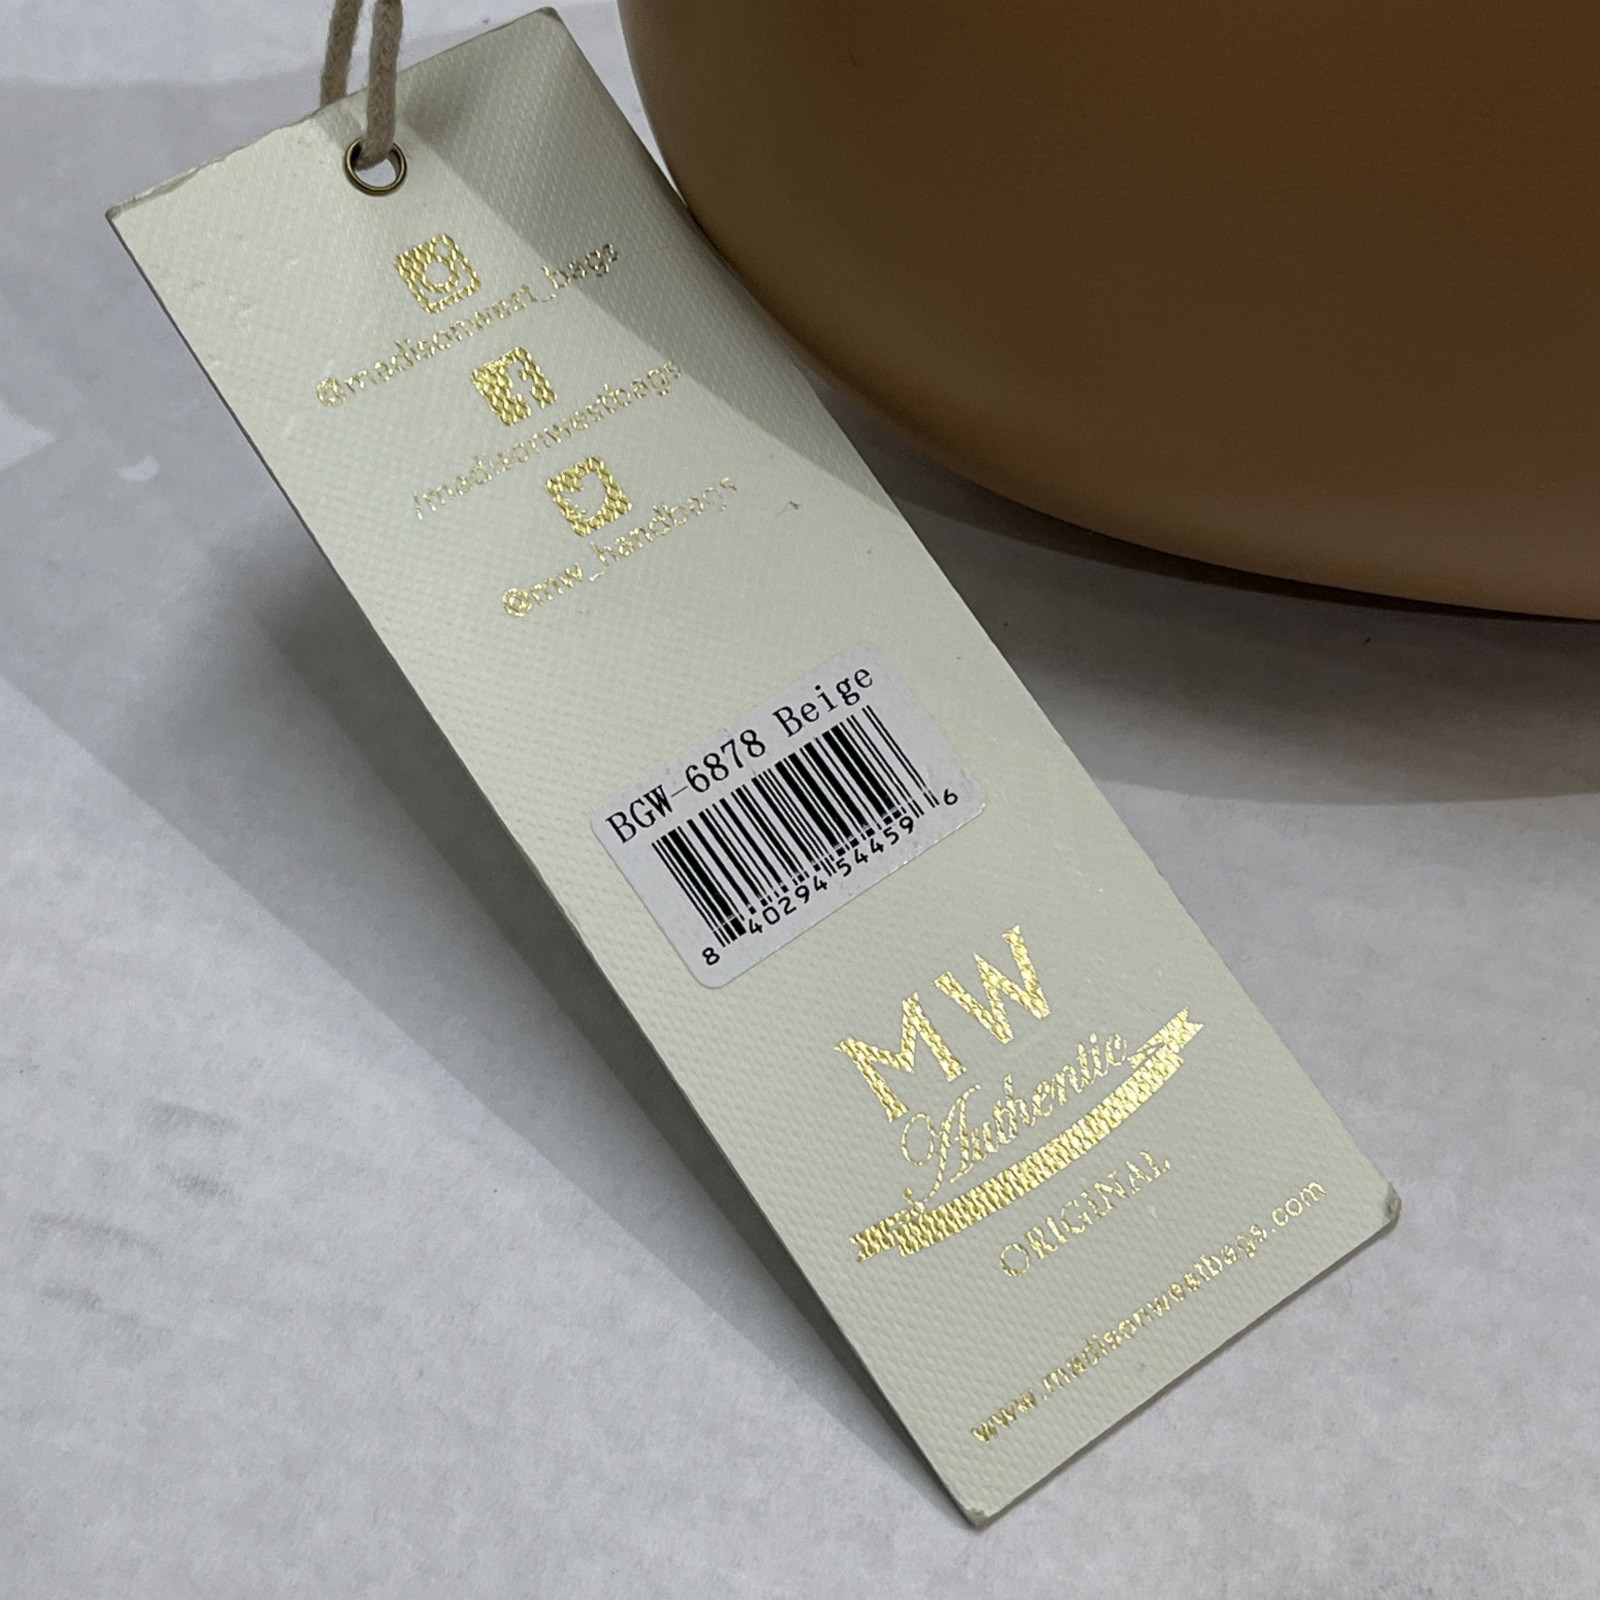 @madisonwest_bags
/madisonwestbags
@mw_handbags
BGW-6878 Beige
8 40294 54459 6
MW
Authentic
ORIGINAL
www.madisonwestbags.com